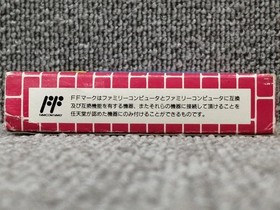 FFマークはファミリーコンピュータとファミリーコンピュータに互換
及び互換機能を有する機器、またそれらの機器に接続して頂けることを
任天堂が認めた機種にのみ付けることができるものです。